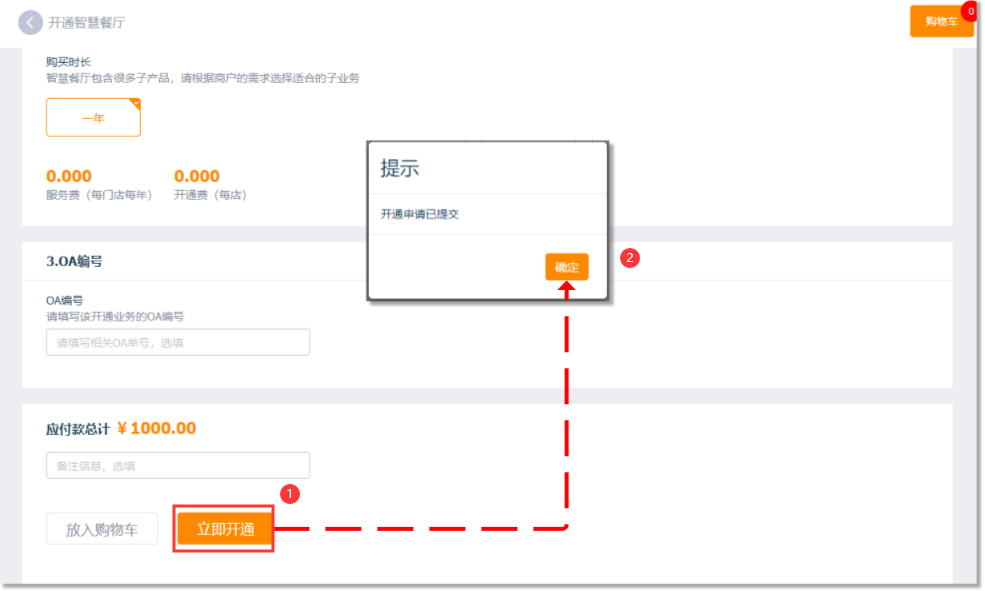 开通智慧餐厅
购物车
0
购买时长
智慧餐厅包含很多子产品，请根据商户的需求选择适合的子业务
一年
0.000
0.000
服务费（每门店每年）
开通费（每店）
提示
开通申请已提交
确定
2
3.OA编号
OA编号
请填写该开通业务的OA编号
请填写相关OA单号，选填
应付款总计 ￥1000.00
备注信息，选填
1
放入购物车
立即开通